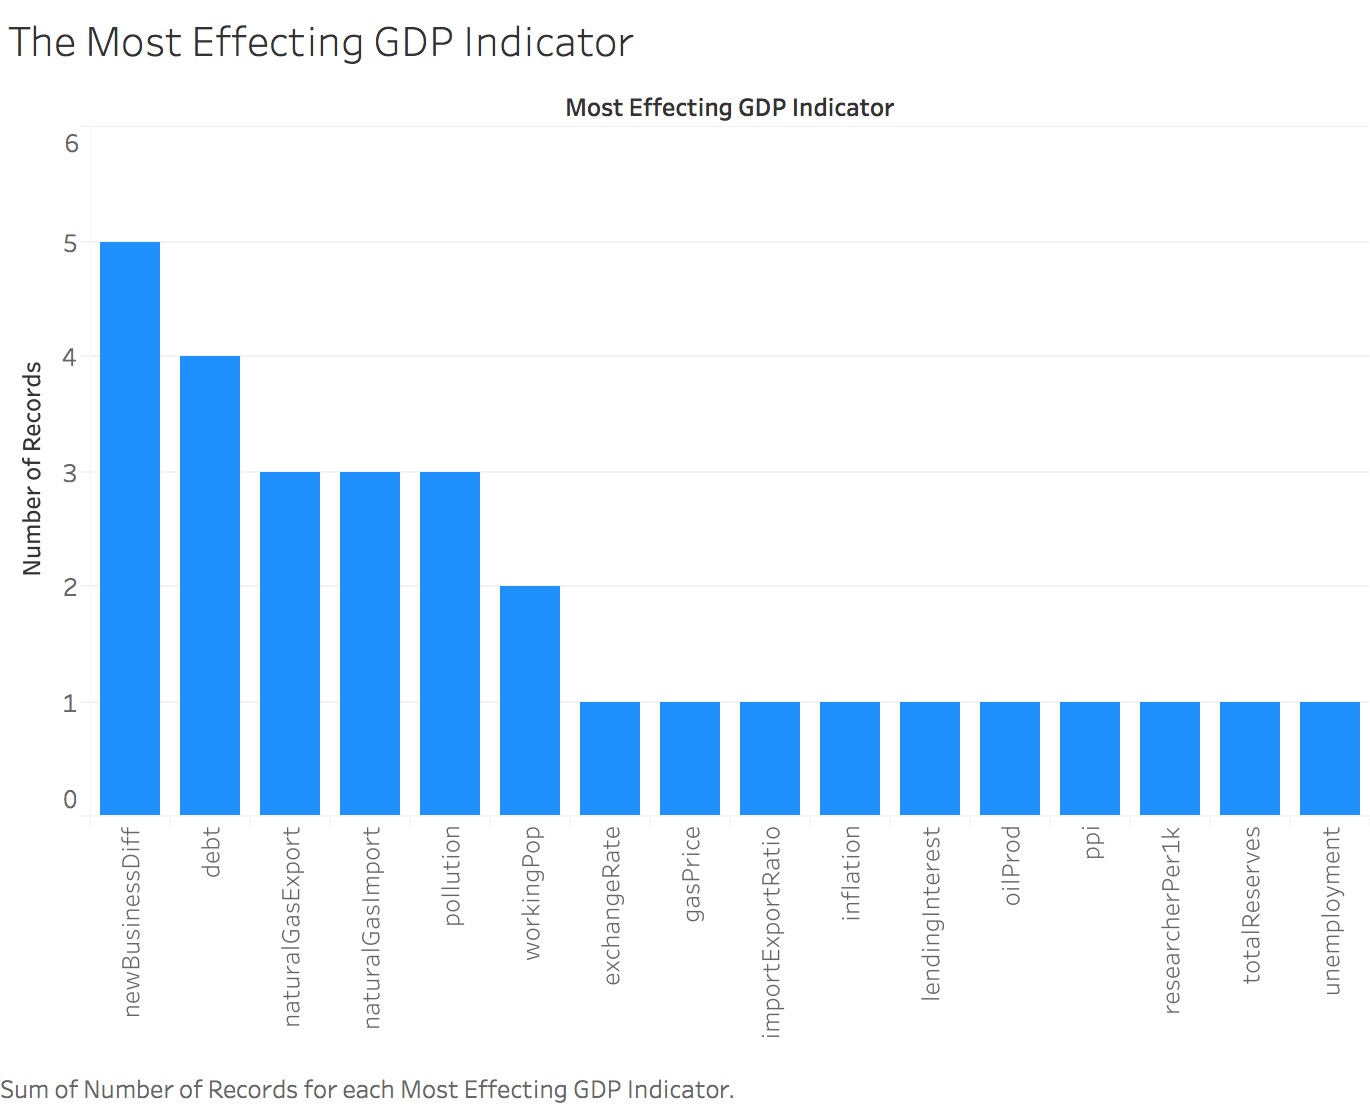 The Most Effecting GDP Indicator
Most Effecting GDP Indicator
Number of Records
6
5
4
3
2
1
0
newBusinessDiff
debt
naturalGasExport
naturalGasImport
pollution
workingPop
exchangeRate
gasPrice
importExportRatio
inflation
lendingInterest
oilProd
ppi
researcherPer1k
totalReserves
unemployment
Sum of Number of Records for each Most Effecting GDP Indicator.